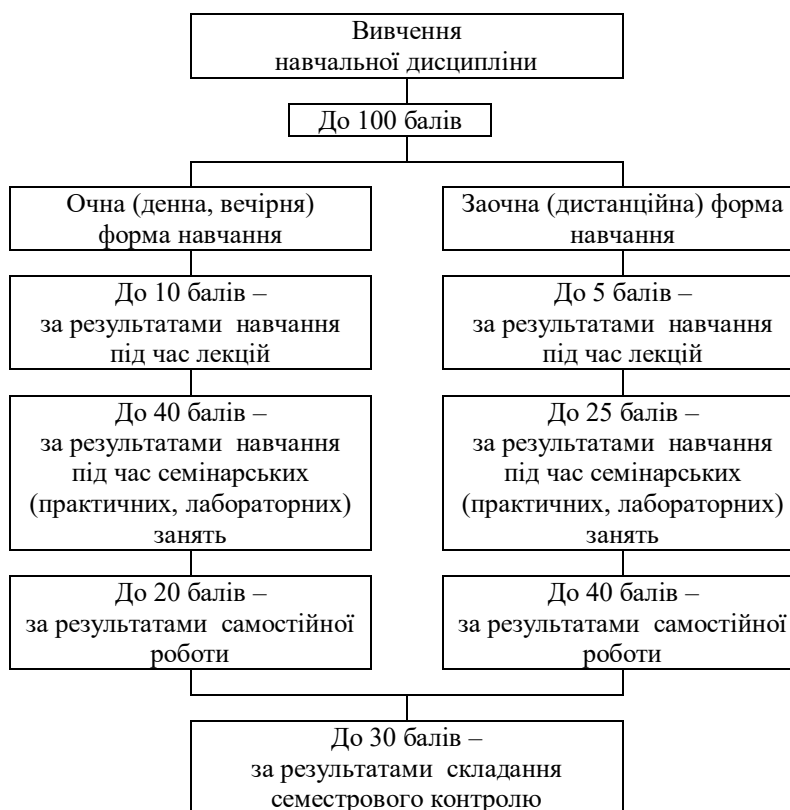 Вивчення
навчальної дисципліни
До 100 балів
Очна (денна, вечірня)
форма навчання
До 10 балів –
за результатами навчання
під час лекцій
До 40 балів –
за результатами навчання
під час семінарських
(практичних, лабораторних)
занять
До 20 балів –
за результатами самостійної
роботи
Заочна (дистанційна) форма
навчання
До 5 балів –
за результатами навчання
під час лекцій
До 25 балів –
за результатами навчання
під час семінарських
(практичних, лабораторних)
занять
До 40 балів –
за результатами самостійної
роботи
До 30 балів –
за результатами складання
семестрового контролю